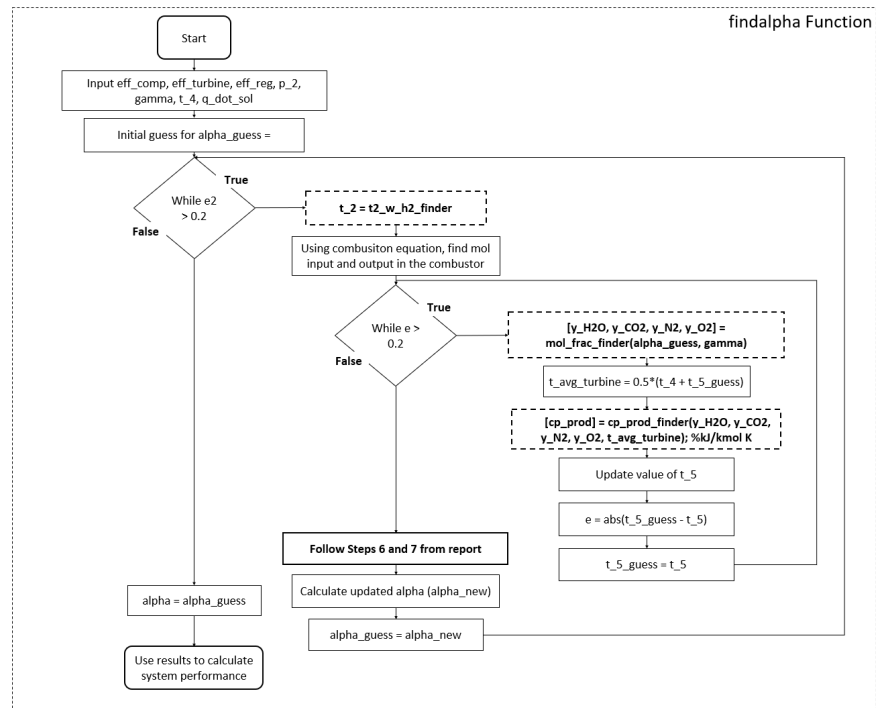 findalpha Function
Start
Input eff_comp, eff_turbine, eff_reg, p_2,
gamma, t_4, q_dot_sol
Initial guess for alpha_guess =
While e2
> 0.2
True
False
t_2 = t2_w_h2_finder
Using combusiton equation, find mol
input and output in the combustor
While e >
0.2
True
False
[y_H2O, y_CO2, y_N2, y_O2] =
mol_frac_finder(alpha_guess, gamma)
t_avg_turbine = 0.5*(t_4 + t_5_guess)
[cp_prod] = cp_prod_finder(y_H2O, y_CO2,
y_N2, y_O2, t_avg_turbine); %kJ/kmol K
Update value of t_5
e = abs(t_5_guess - t_5)
t_5_guess = t_5
Follow Steps 6 and 7 from report
Calculate updated alpha (alpha_new)
alpha_guess = alpha_new
alpha = alpha_guess
Use results to calculate
system performance